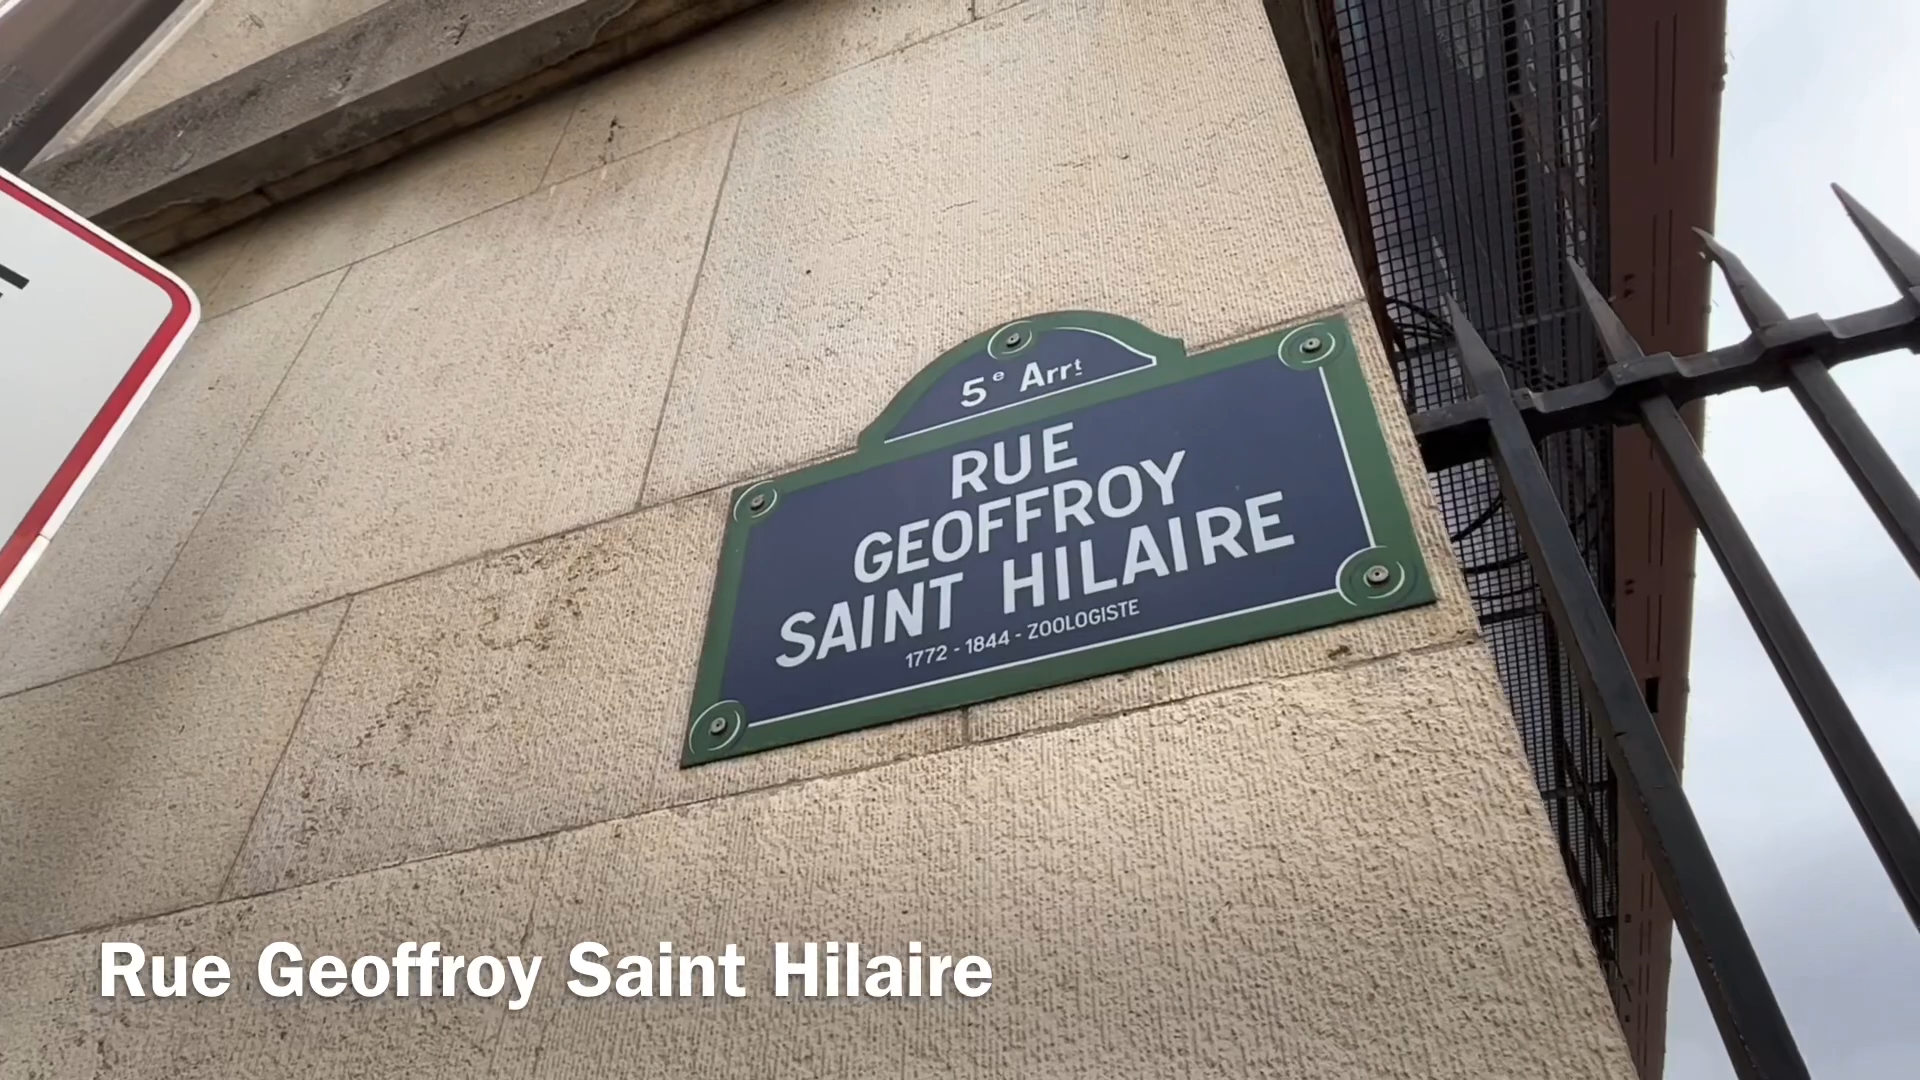 5e Arrt
RUE
GEOFFROY
SAINT HILAIRE
1772 - 1844 - ZOOLOGISTE
Rue Geoffroy Saint Hilaire